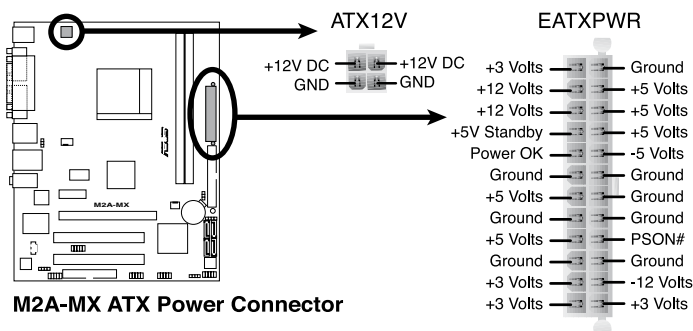 ATX12V
+12V DC +12V DC
GND GND
EATXPWR
+3 Volts Ground
+12 Volts +5 Volts
+12 Volts +5 Volts
+5V Standby +5 Volts
Power OK -5 Volts
Ground Ground
+5 Volts Ground
Ground Ground
+5 Volts PSON#
Ground Ground
+3 Volts -12 Volts
+3 Volts +3 Volts
ASUS
M2A-MX
M2A-MX ATX Power Connector